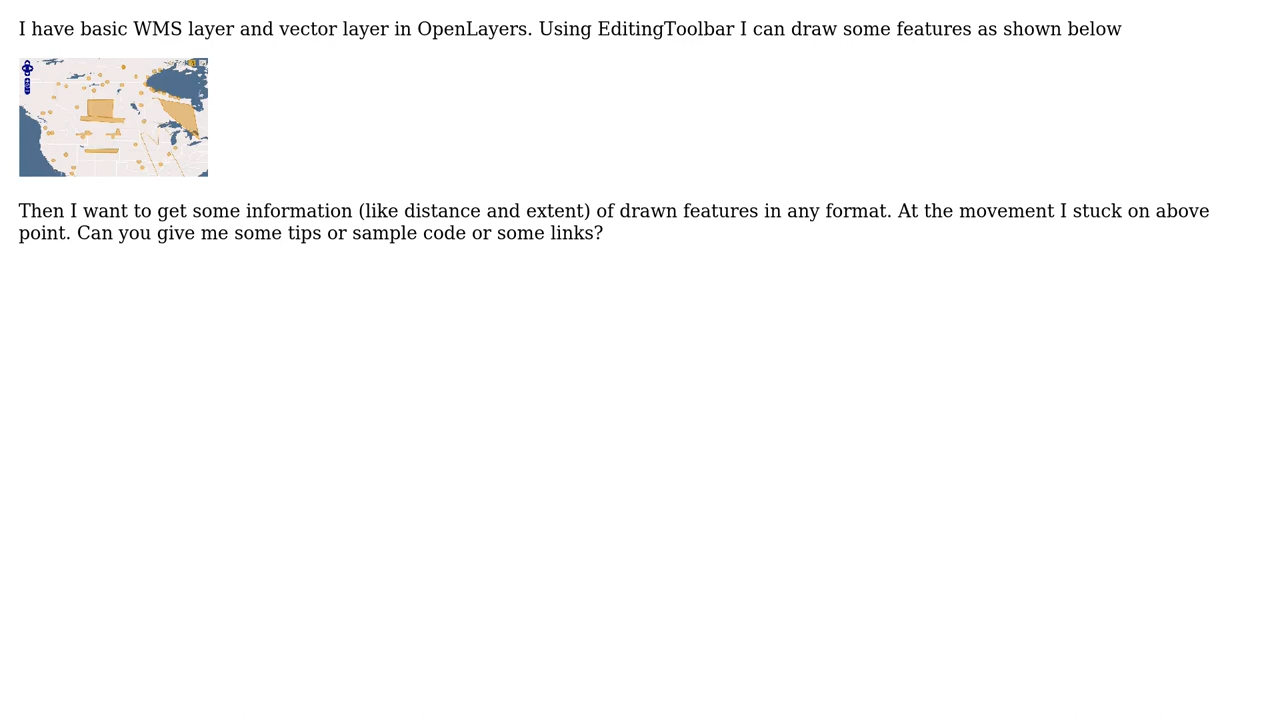 I have basic WMS layer and vector layer in OpenLayers. Using EditingToolbar I can draw some features as shown below
Then I want to get some information (like distance and extent) of drawn features in any format. At the movement I stuck on above
point. Can you give me some tips or sample code or some links?